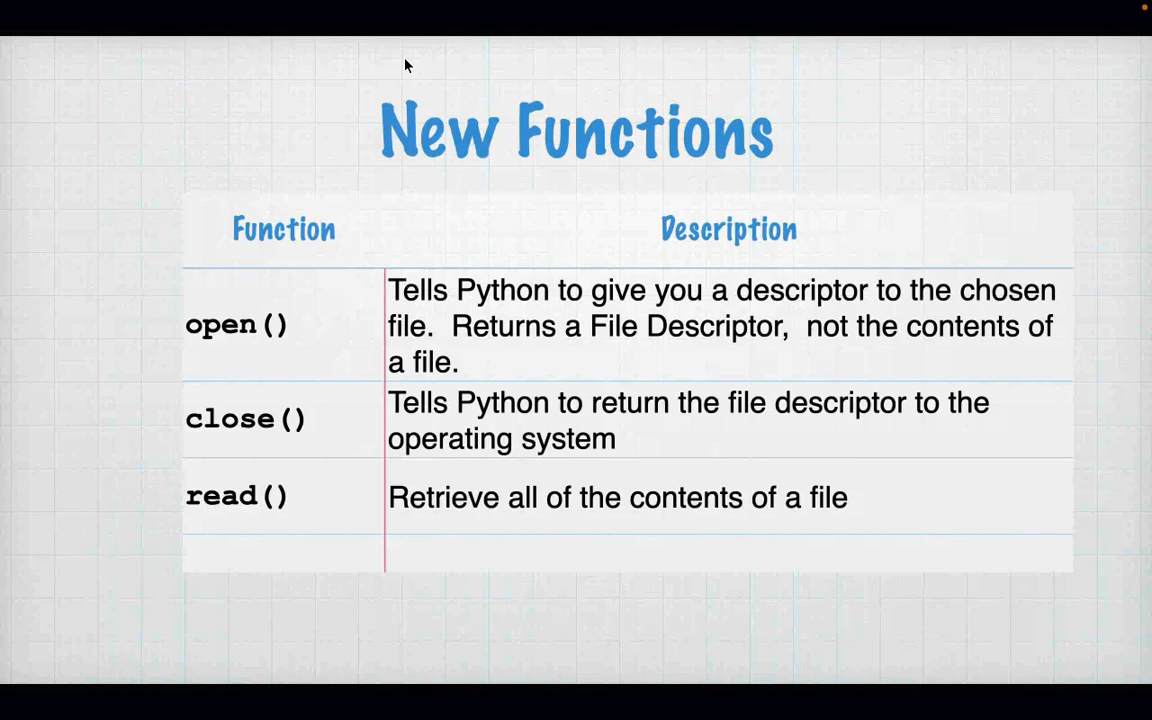 New Functions
Function Description
open()
Tells Python to give you a descriptor to the chosen
file.  Returns a File Descriptor,  not the contents of
a file.
close()
Tells Python to return the file descriptor to the
operating system
read()
Retrieve all of the contents of a file